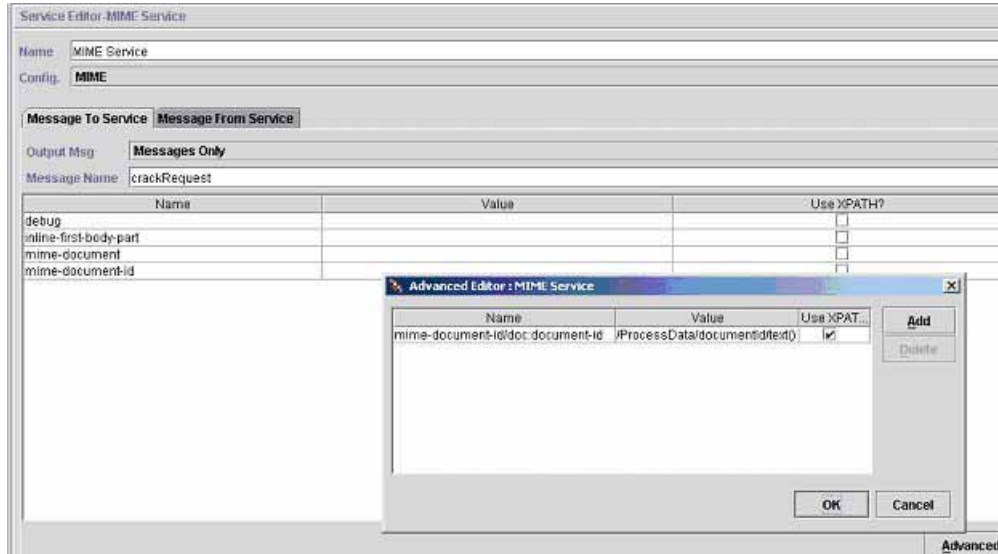 Service Editor-MIME Service
Name MIME Service
Config. MIME
Message To Service Message From Service
Output Msg Messages Only
Message Name crackRequest
Name Value Use XPATH?
debug
inline-first-body-part
mime-document
mime-document-id
Advanced Editor : MIME Service
Name Value Use XPAT...
mime-document-id/doc:document-id /ProcessData/documentId/text()
Add
Delete
OK Cancel
Advanced